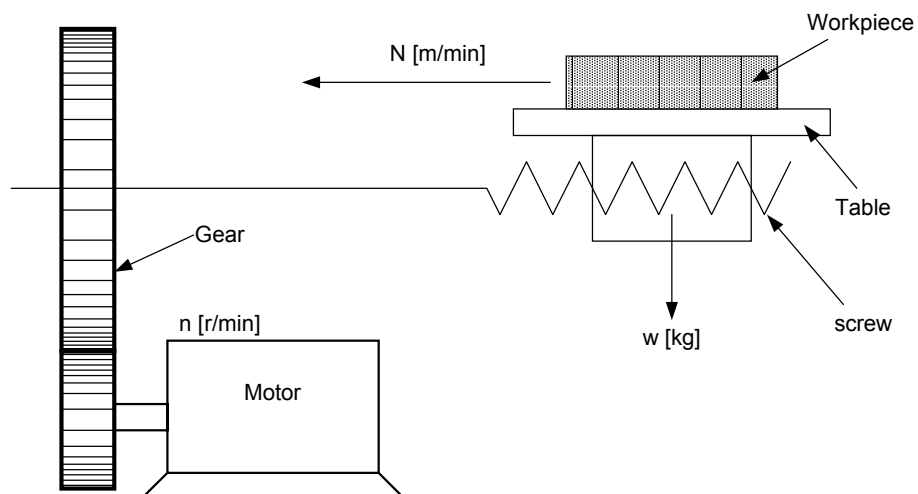 Workpiece
N [m/min]
Table
Gear
screw
n [r/min]
w [kg]
Motor